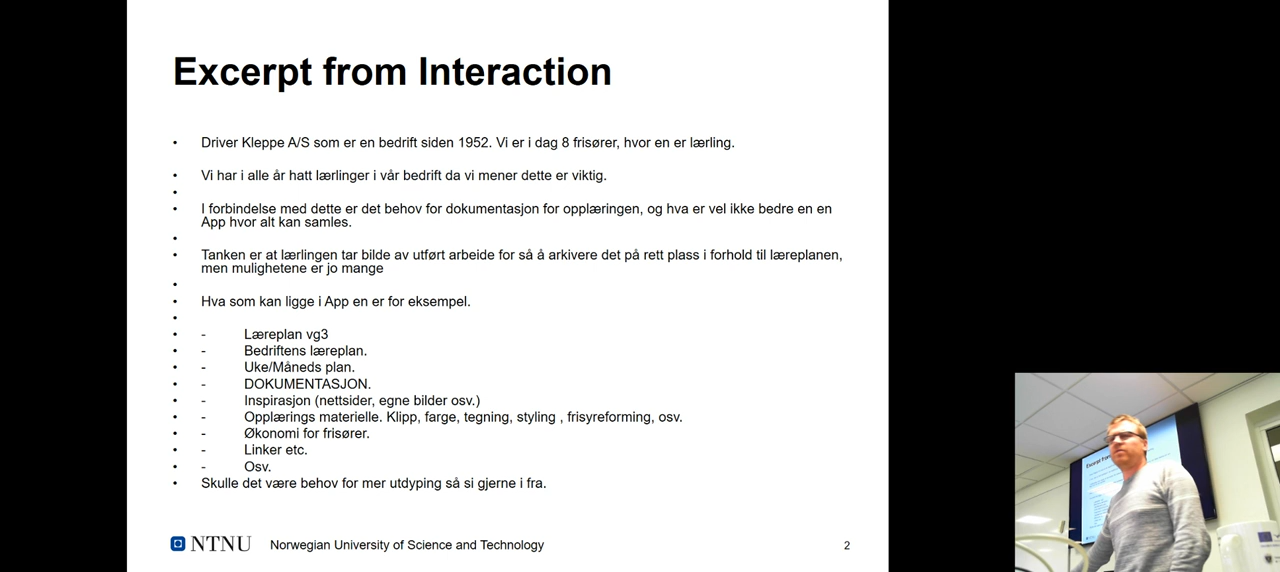 Excerpt from Interaction
• Driver Kleppe A/S som er en bedrift siden 1952. Vi er i dag 8 frisører, hvor en er lærling.
• Vi har i alle år hatt lærlinger i vår bedrift da vi mener dette er viktig.
•
• I forbindelse med dette er det behov for dokumentasjon for opplæringen, og hva er vel ikke bedre en en
App hvor alt kan samles.
•
• Tanken er at lærlingen tar bilde av utført arbeide for så å arkivere det på rett plass i forhold til læreplanen,
men mulighetene er jo mange
•
• Hva som kan ligge i App en er for eksempel.
•
• - Læreplan vg3
• - Bedriftens læreplan.
• - Uke/Måneds plan.
• - DOKUMENTASJON.
• - Inspirasjon (nettsider, egne bilder osv.)
• - Opplærings materielle. Klipp, farge, tegning, styling , frisyreforming, osv.
• - Økonomi for frisører.
• - Linker etc.
• - Osv.
• Skulle det være behov for mer utdyping så si gjerne i fra.
NTNU Norwegian University of Science and Technology 2